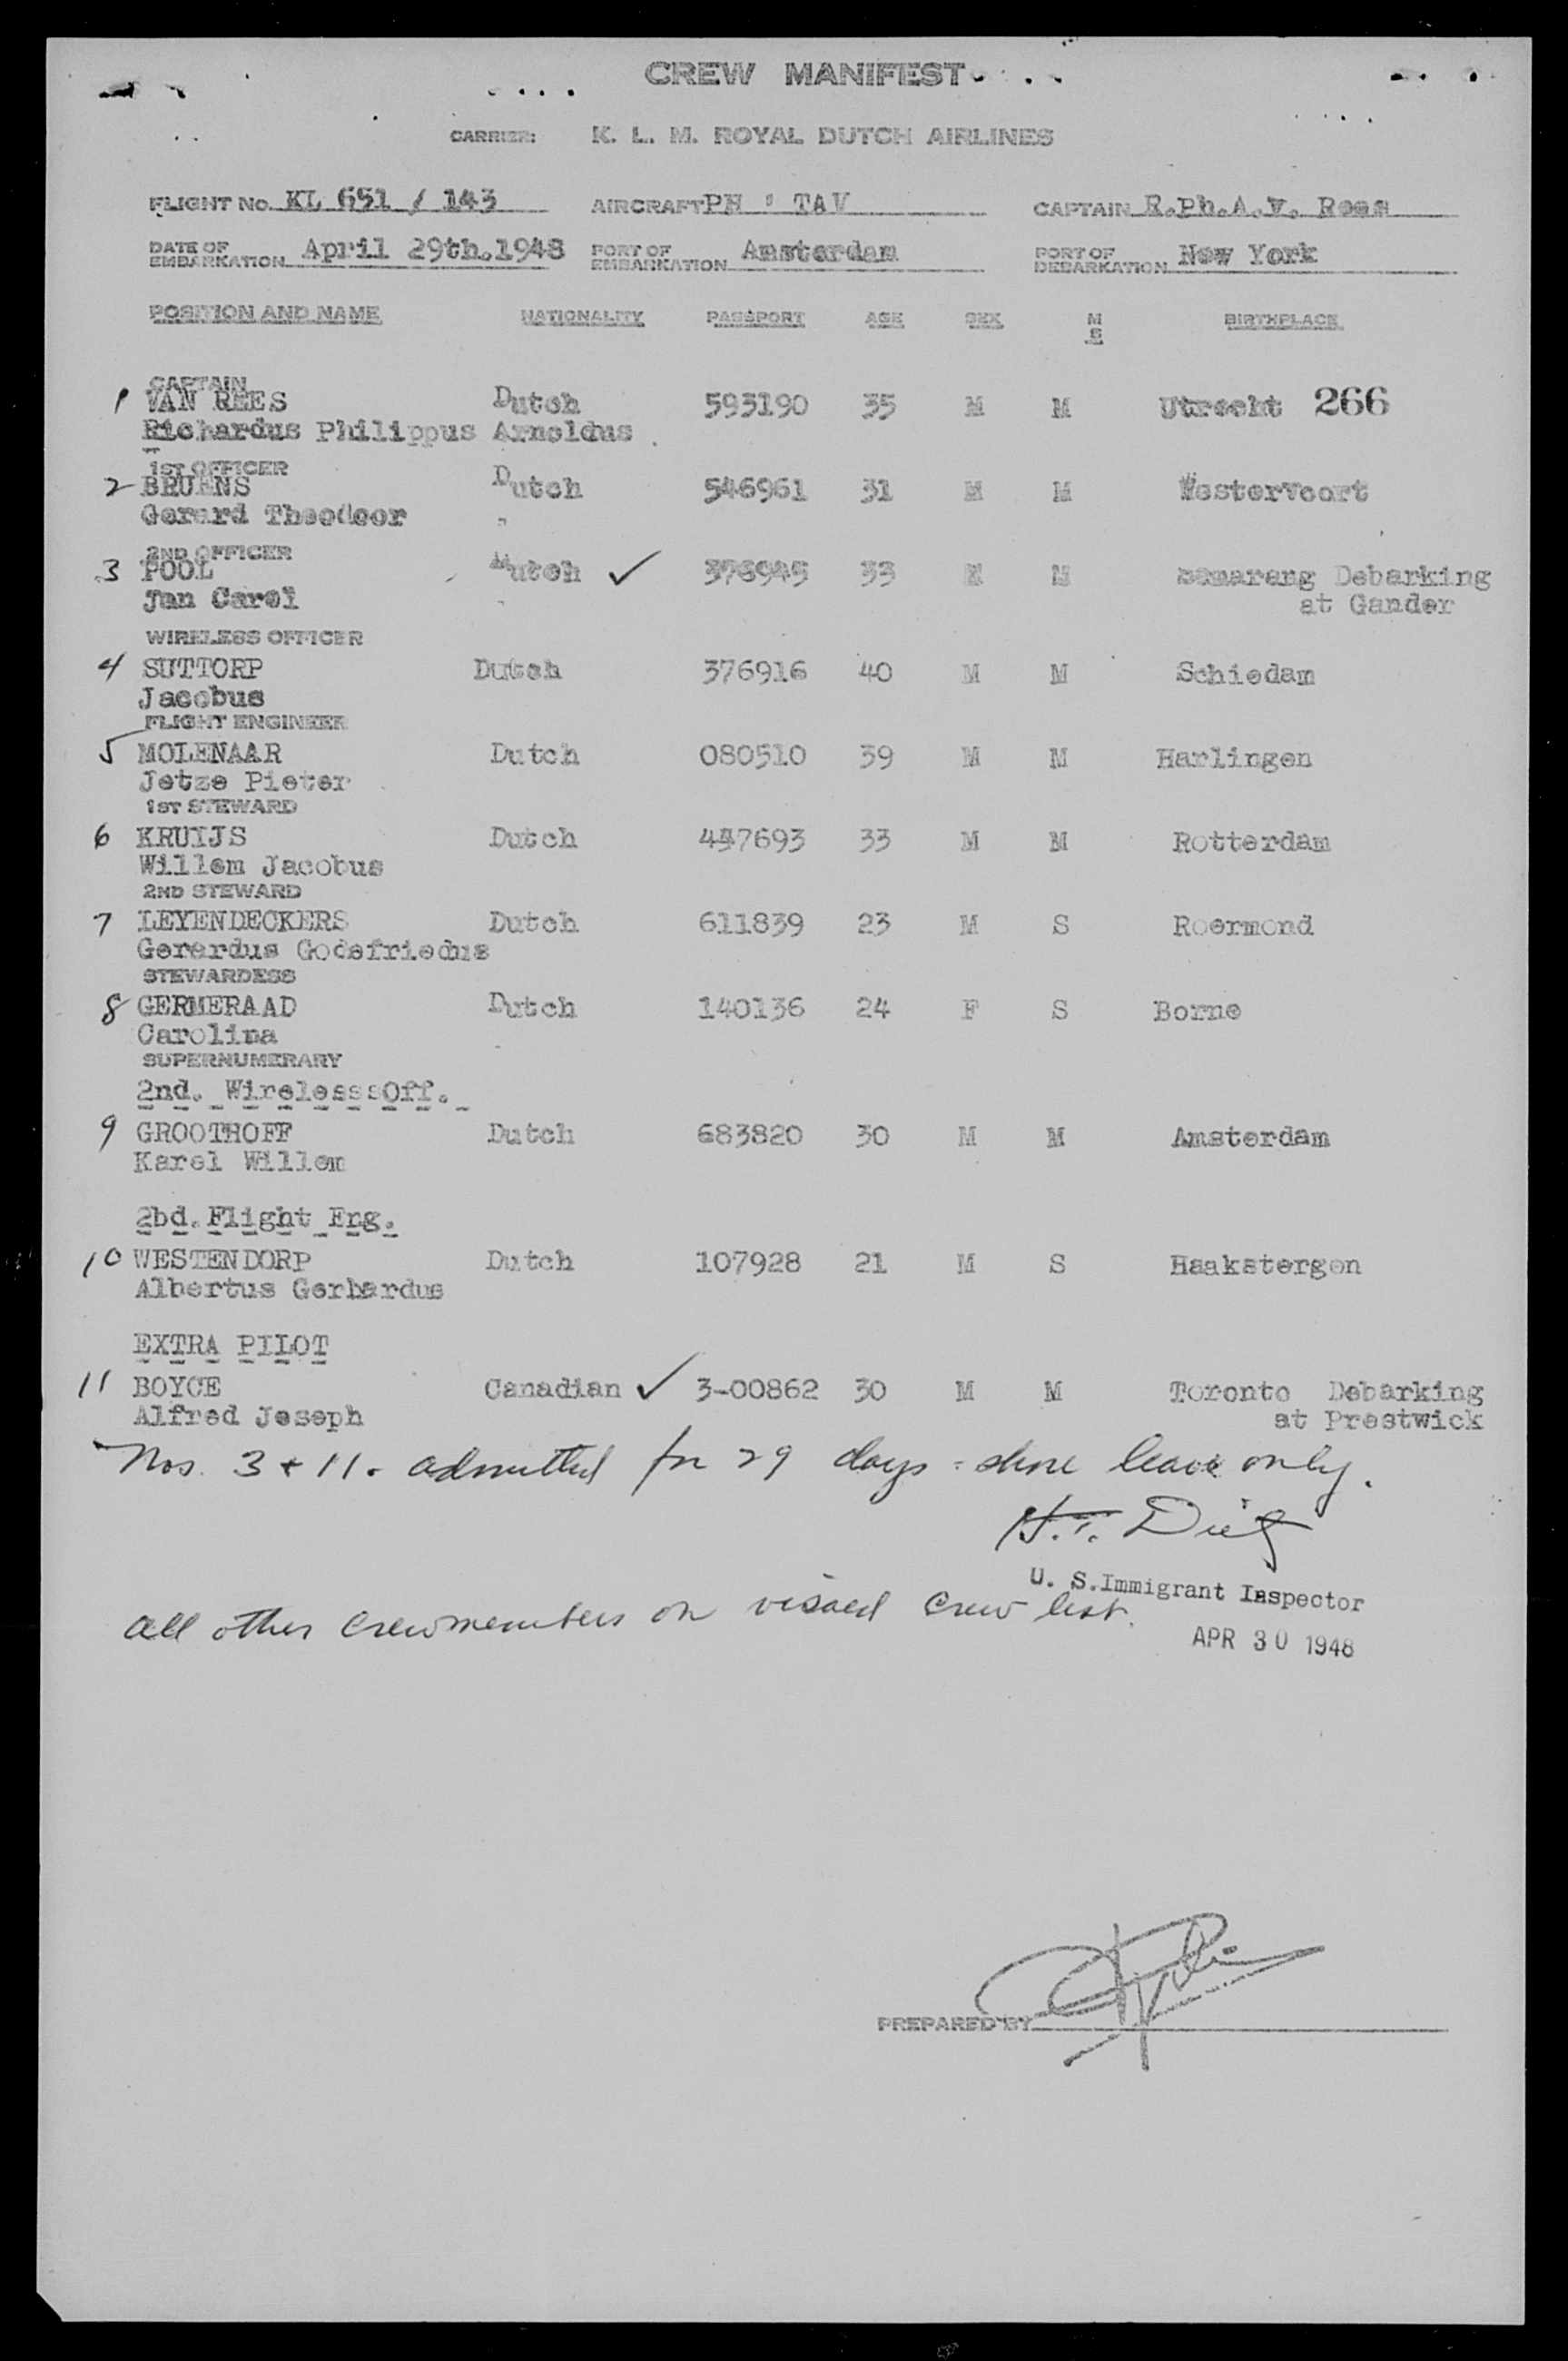 CREW MANIFEST
CARRIER: K. L. M. ROYAL DUTCH AIRLINES
FLIGHT No. KL 651 / 143 AIRCRAFT PH ' TAV CAPTAIN R.Ph.A.V. Rees
DATE OF EMBARKATION April 29th.1948 PORT OF EMBARKATION Amsterdam PORT OF DEBARKATION New York
POSITION AND NAME NATIONALITY PASSPORT AGE SEX M S BIRTHPLACE
CAPTAIN
1 VAN REES Dutch 593190 35 M M Utrecht 266
Richardus Philippus Arnoldus
1ST OFFICER
2 BRUENS Dutch 546961 31 M M Westervoort
Gerard Theodoor
2ND OFFICER
3 POOL Dutch ✓ 376945 33 M M Semarang Debarking
Jan Carel at Gander
WIRELESS OFFICER
4 SUTTORP Dutch 376916 40 M M Schiedam
Jacobus
FLIGHT ENGINEER
5 MOLENAAR Dutch 080510 39 M M Harlingen
Jetze Pieter
1ST STEWARD
6 KRUIJS Dutch 447693 33 M M Rotterdam
Willem Jacobus
2ND STEWARD
7 LEYENDECKERS Dutch 611839 23 M S Roermond
Gerardus Godefriedus
STEWARDESS
8 GERMERAAD Dutch 140136 24 F S Borne
Carolina
SUPERNUMERARY
2nd. WirelesssOff.
9 GROOTHOFF Dutch 683820 30 M M Amsterdam
Karel Willem
2bd. Flight Eng.
10 WESTENDORP Dutch 107928 21 M S Haakstergen
Albertus Gerhardus
EXTRA PILOT
11 BOYCE Canadian ✓ 3-00862 30 M M Toronto Debarking
Alfred Joseph at Prestwick
Nos. 3 + 11. admitted for 29 days - shore leave only.
H.T. Dietz
U. S. Immigrant Inspector
All other crewmembers on visaed crew list.
APR 30 1948
PREPARED BY